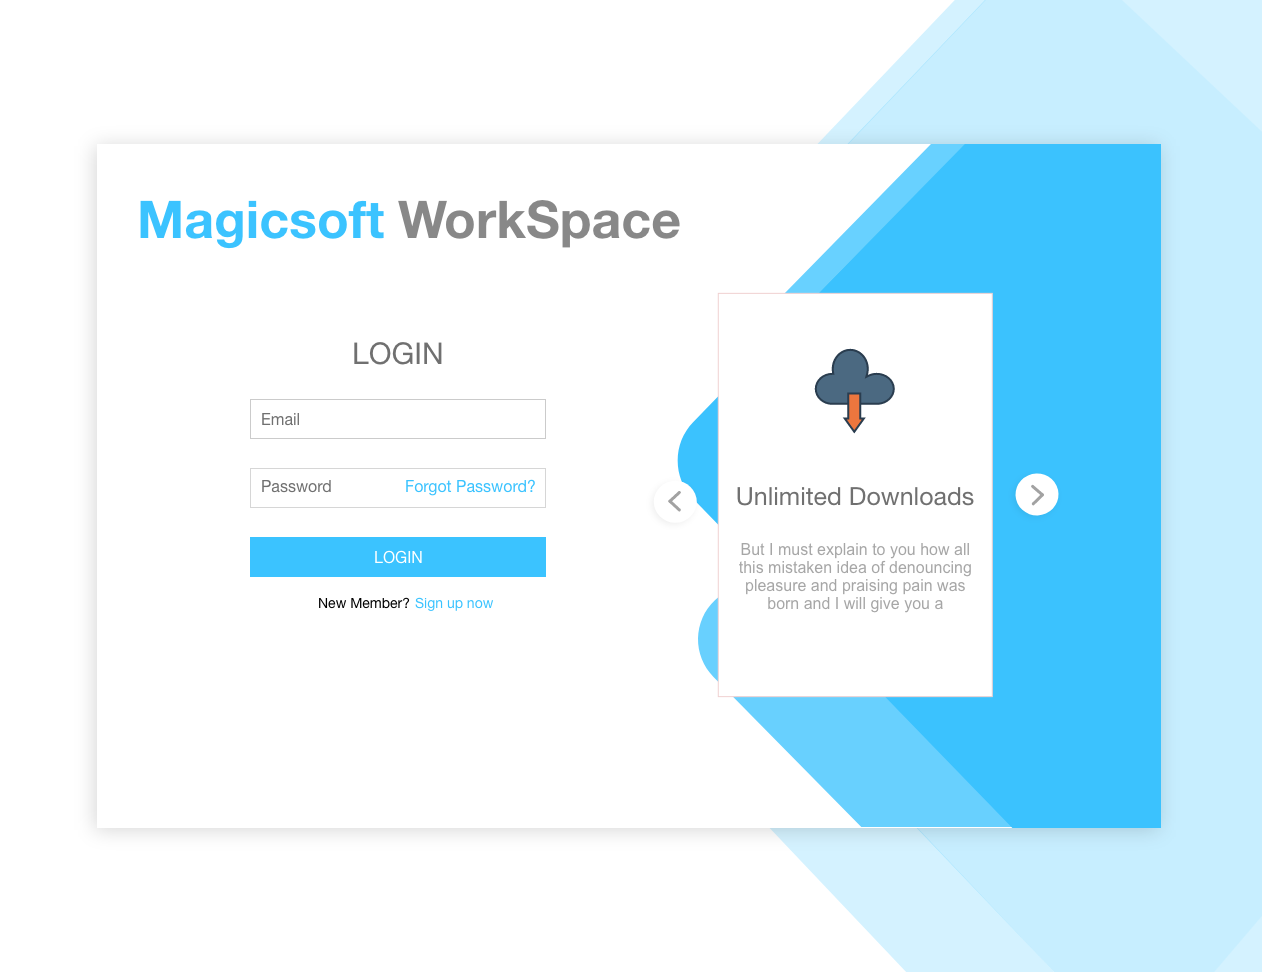 Magicsoft WorkSpace
LOGIN
Email
Password Forgot Password?
LOGIN
New Member? Sign up now
Unlimited Downloads
But I must explain to you how all
this mistaken idea of denouncing
pleasure and praising pain was
born and I will give you a